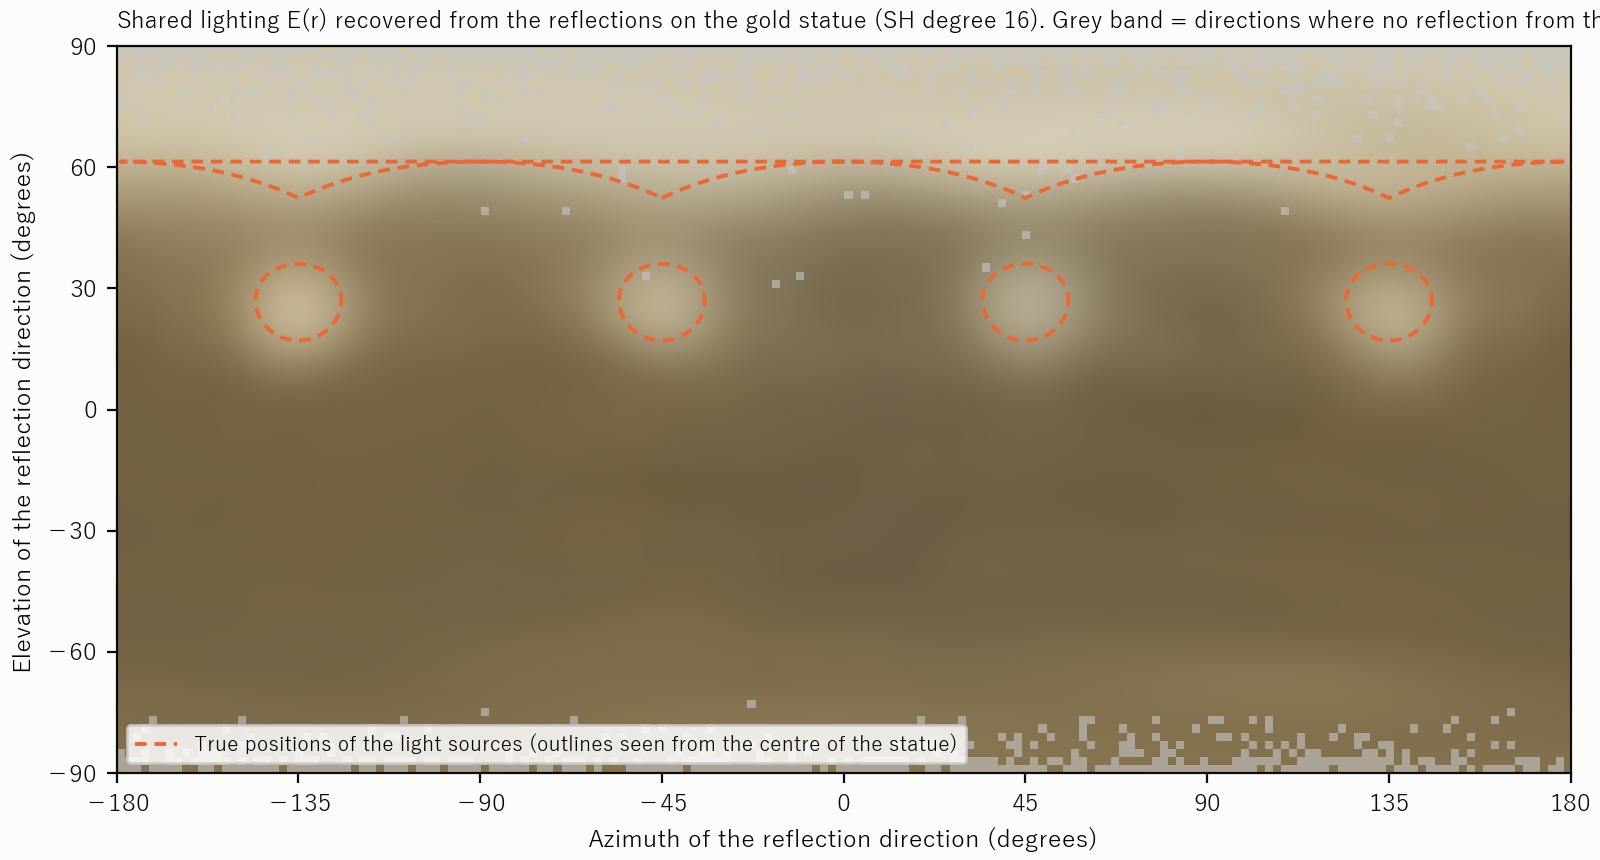 Shared lighting E(r) recovered from the reflections on the gold statue (SH degree 16). Grey band = directions where no reflection from
90
60
30
0
−30
−60
−90
Elevation of the reflection direction (degrees)
True positions of the light sources (outlines seen from the centre of the statue)
−180 −135 −90 −45 0 45 90 135 180
Azimuth of the reflection direction (degrees)